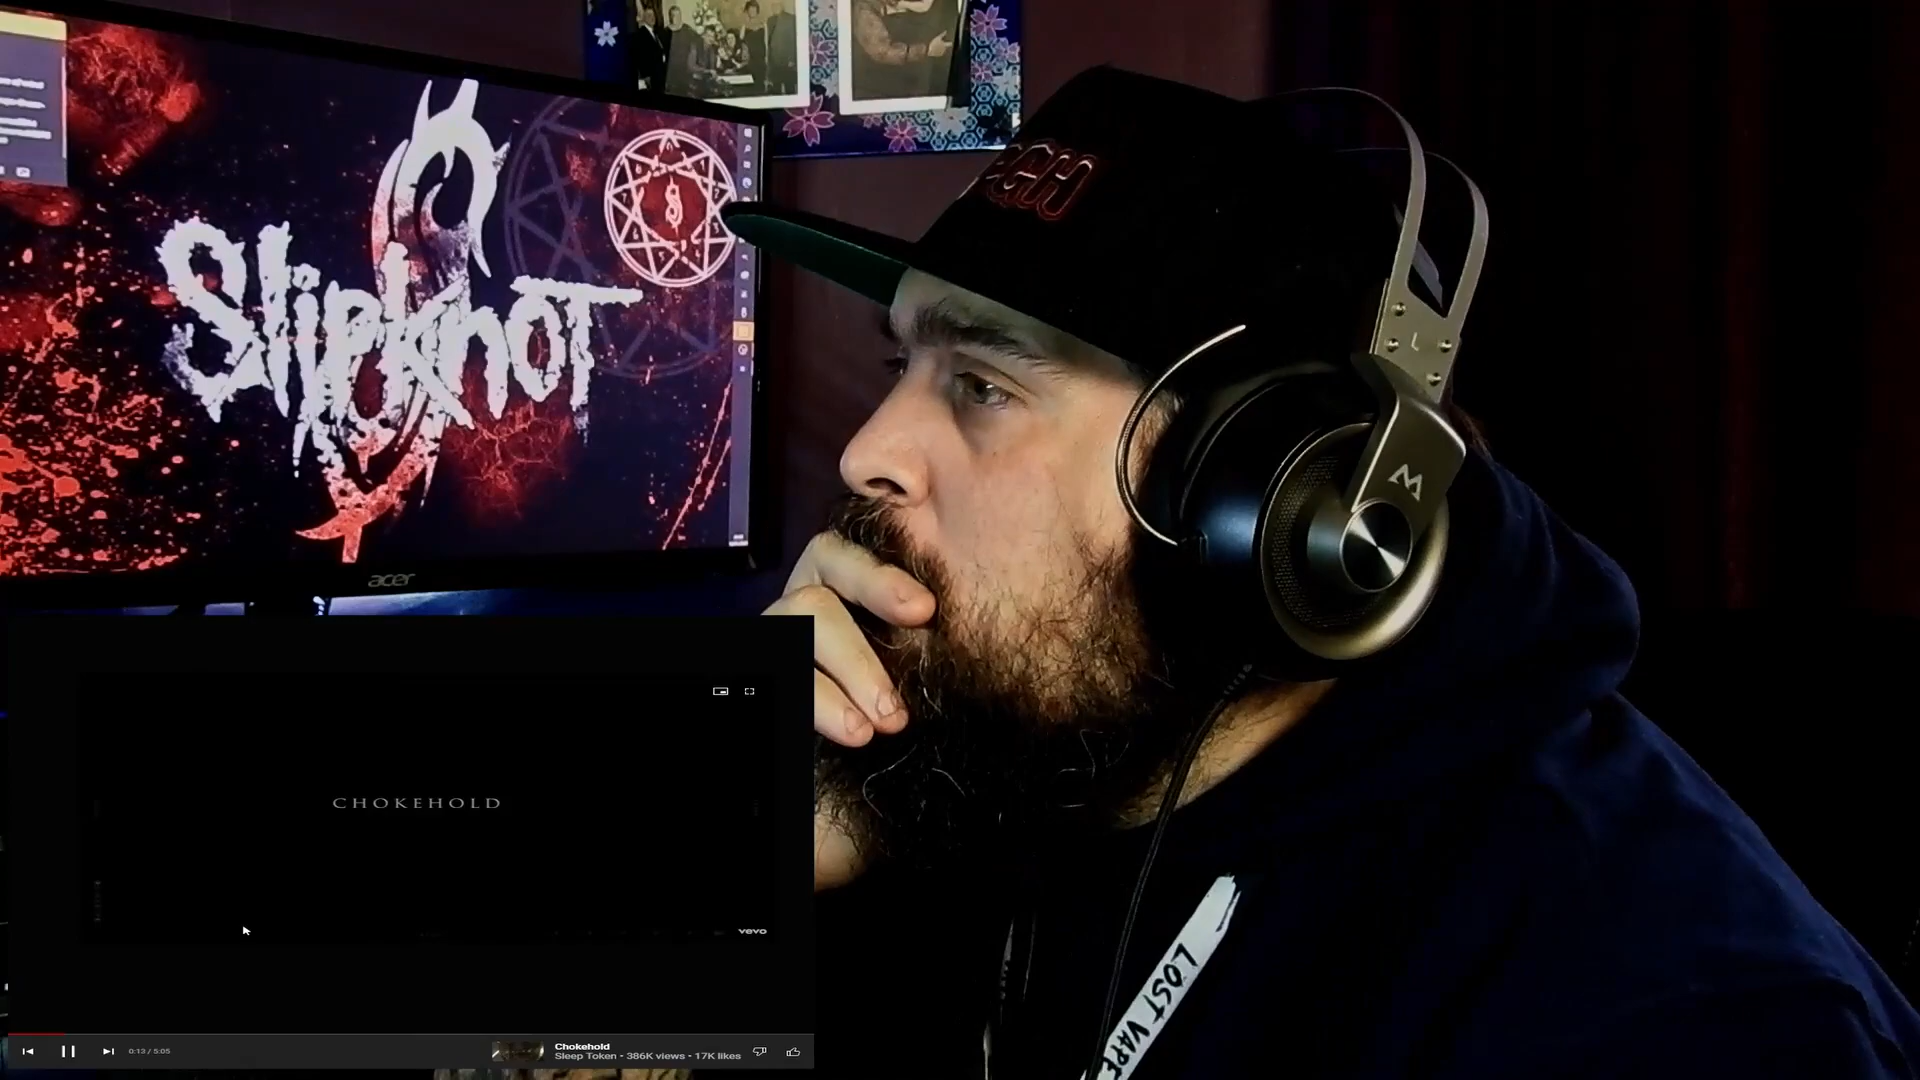 SlipKnoT
acer
L
M
LOST VAPE
CHOKEHOLD
vevo
0:13 / 5:05
Chokehold
Sleep Token • 386K views • 17K likes